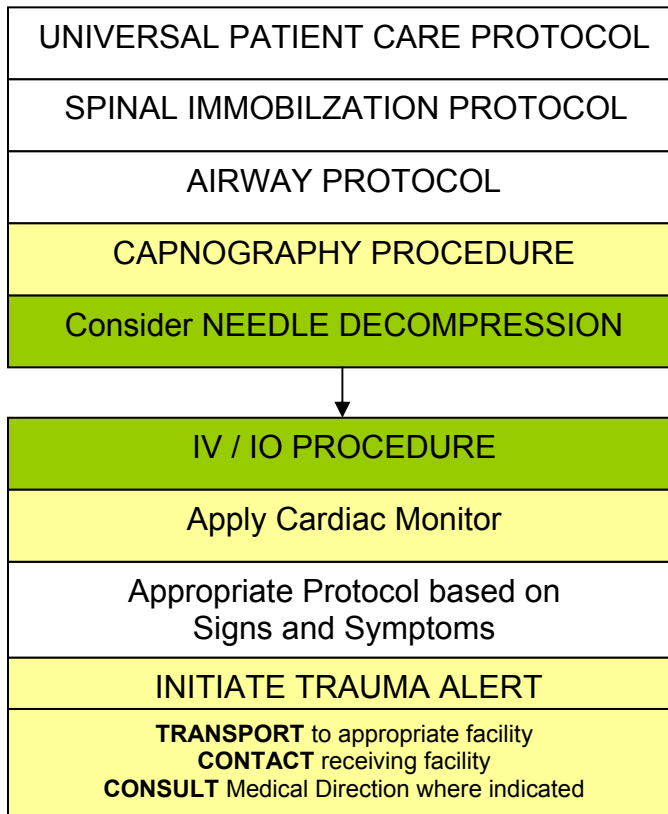 UNIVERSAL PATIENT CARE PROTOCOL
SPINAL IMMOBILZATION PROTOCOL
AIRWAY PROTOCOL
CAPNOGRAPHY PROCEDURE
Consider NEEDLE DECOMPRESSION
IV / IO PROCEDURE
Apply Cardiac Monitor
Appropriate Protocol based on
Signs and Symptoms
INITIATE TRAUMA ALERT
TRANSPORT to appropriate facility
CONTACT receiving facility
CONSULT Medical Direction where indicated